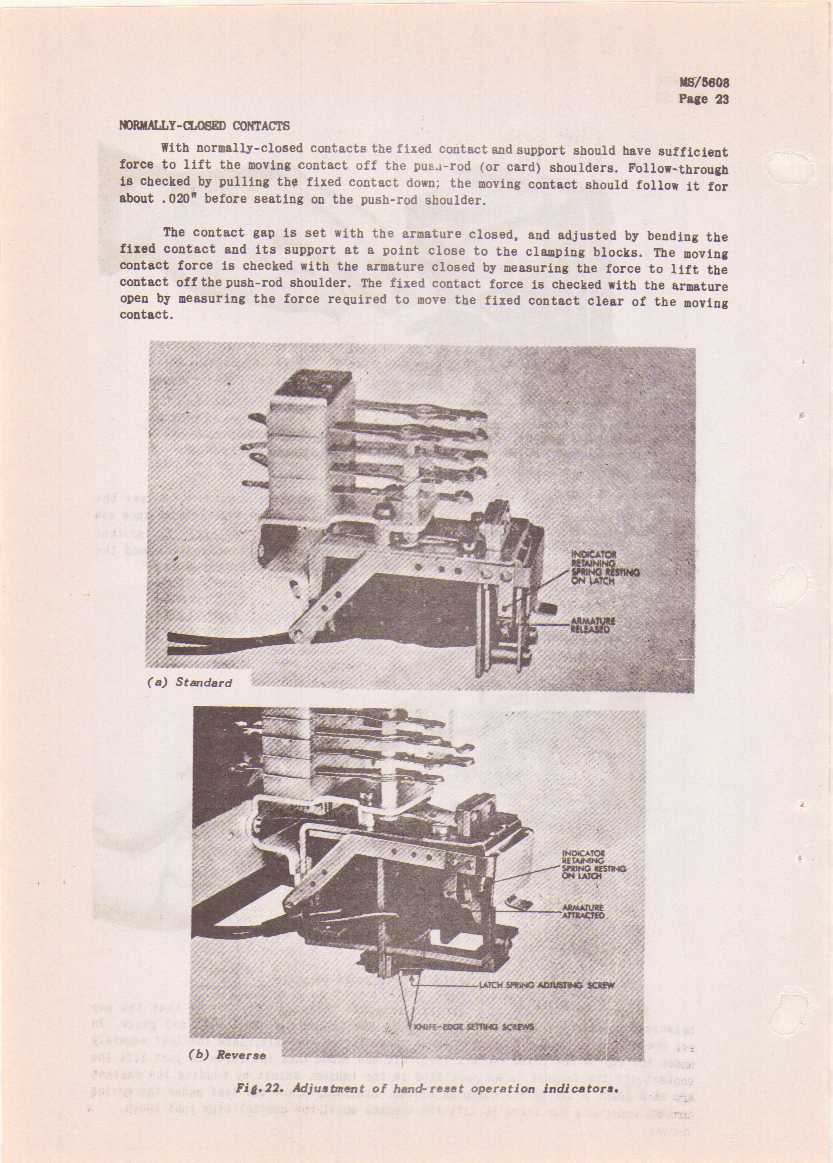 MS/5608
Page 23
NORMALLY-CLOSED CONTACTS
With normally-closed contacts the fixed contact and support should have sufficient
force to lift the moving contact off the push-rod (or card) shoulders. Follow-through
is checked by pulling the fixed contact down; the moving contact should follow it for
about .020" before seating on the push-rod shoulder.
The contact gap is set with the armature closed, and adjusted by bending the
fixed contact and its support at a point close to the clamping blocks. The moving
contact force is checked with the armature closed by measuring the force to lift the
contact off the push-rod shoulder. The fixed contact force is checked with the armature
open by measuring the force required to move the fixed contact clear of the moving
contact.
INDICATOR
RETAINING
SPRING RESTING
ON LATCH
ARMATURE
RELEASED
(a) Standard
INDICATOR
RETAINING
SPRING RESTING
ON LATCH
ARMATURE
ATTRACTED
LATCH SPRING ADJUSTING SCREW
KNIFE-EDGE SETTING SCREWS
(b) Reverse
Fig.22. Adjustment of hand-reset operation indicators.